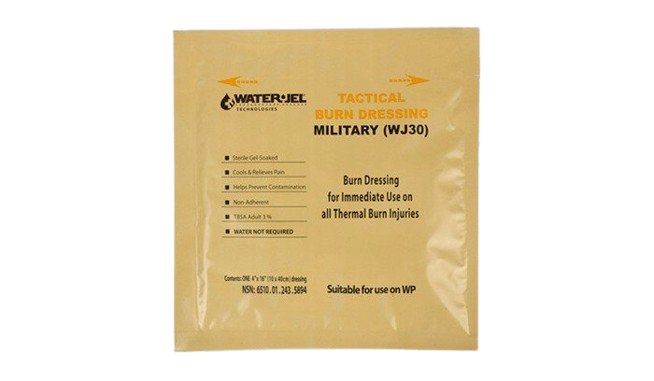 WATER·JEL
TECHNOLOGIES
TACTICAL
BURN DRESSING
MILITARY (WJ30)
Sterile Gel-Soaked
Cools & Relieves Pain
Helps Prevent Contamination
Non-Adherent
TBSA Adult 3 %
WATER NOT REQUIRED
Burn Dressing
for Immediate Use on
all Thermal Burn Injuries
Contents: ONE 4" x 16" (10 x 40cm) dressing
NSN: 6510 . 01 . 243 . 5894
Suitable for use on WP